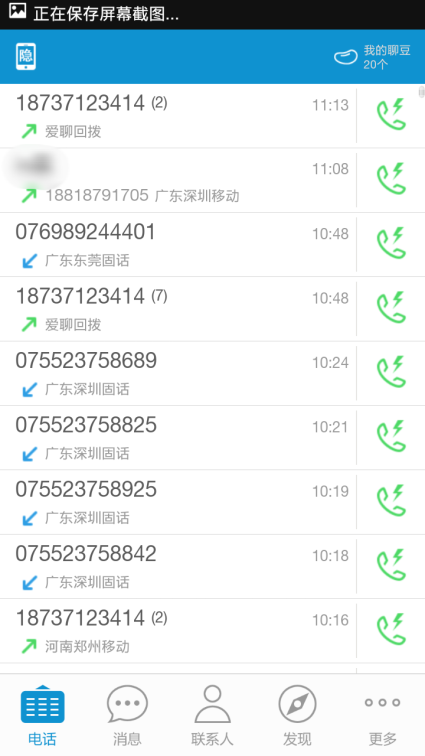 正在保存屏幕截图...
隐
我的聊豆
20个
18737123414 (2)
11:13
爱聊回拨
11:08
18818791705 广东深圳移动
076989244401
10:48
广东东莞固话
18737123414 (7)
10:48
爱聊回拨
075523758689
10:24
广东深圳固话
075523758825
10:21
广东深圳固话
075523758925
10:19
广东深圳固话
075523758842
10:18
广东深圳固话
18737123414 (2)
10:16
河南郑州移动
电话
消息
联系人
发现
更多